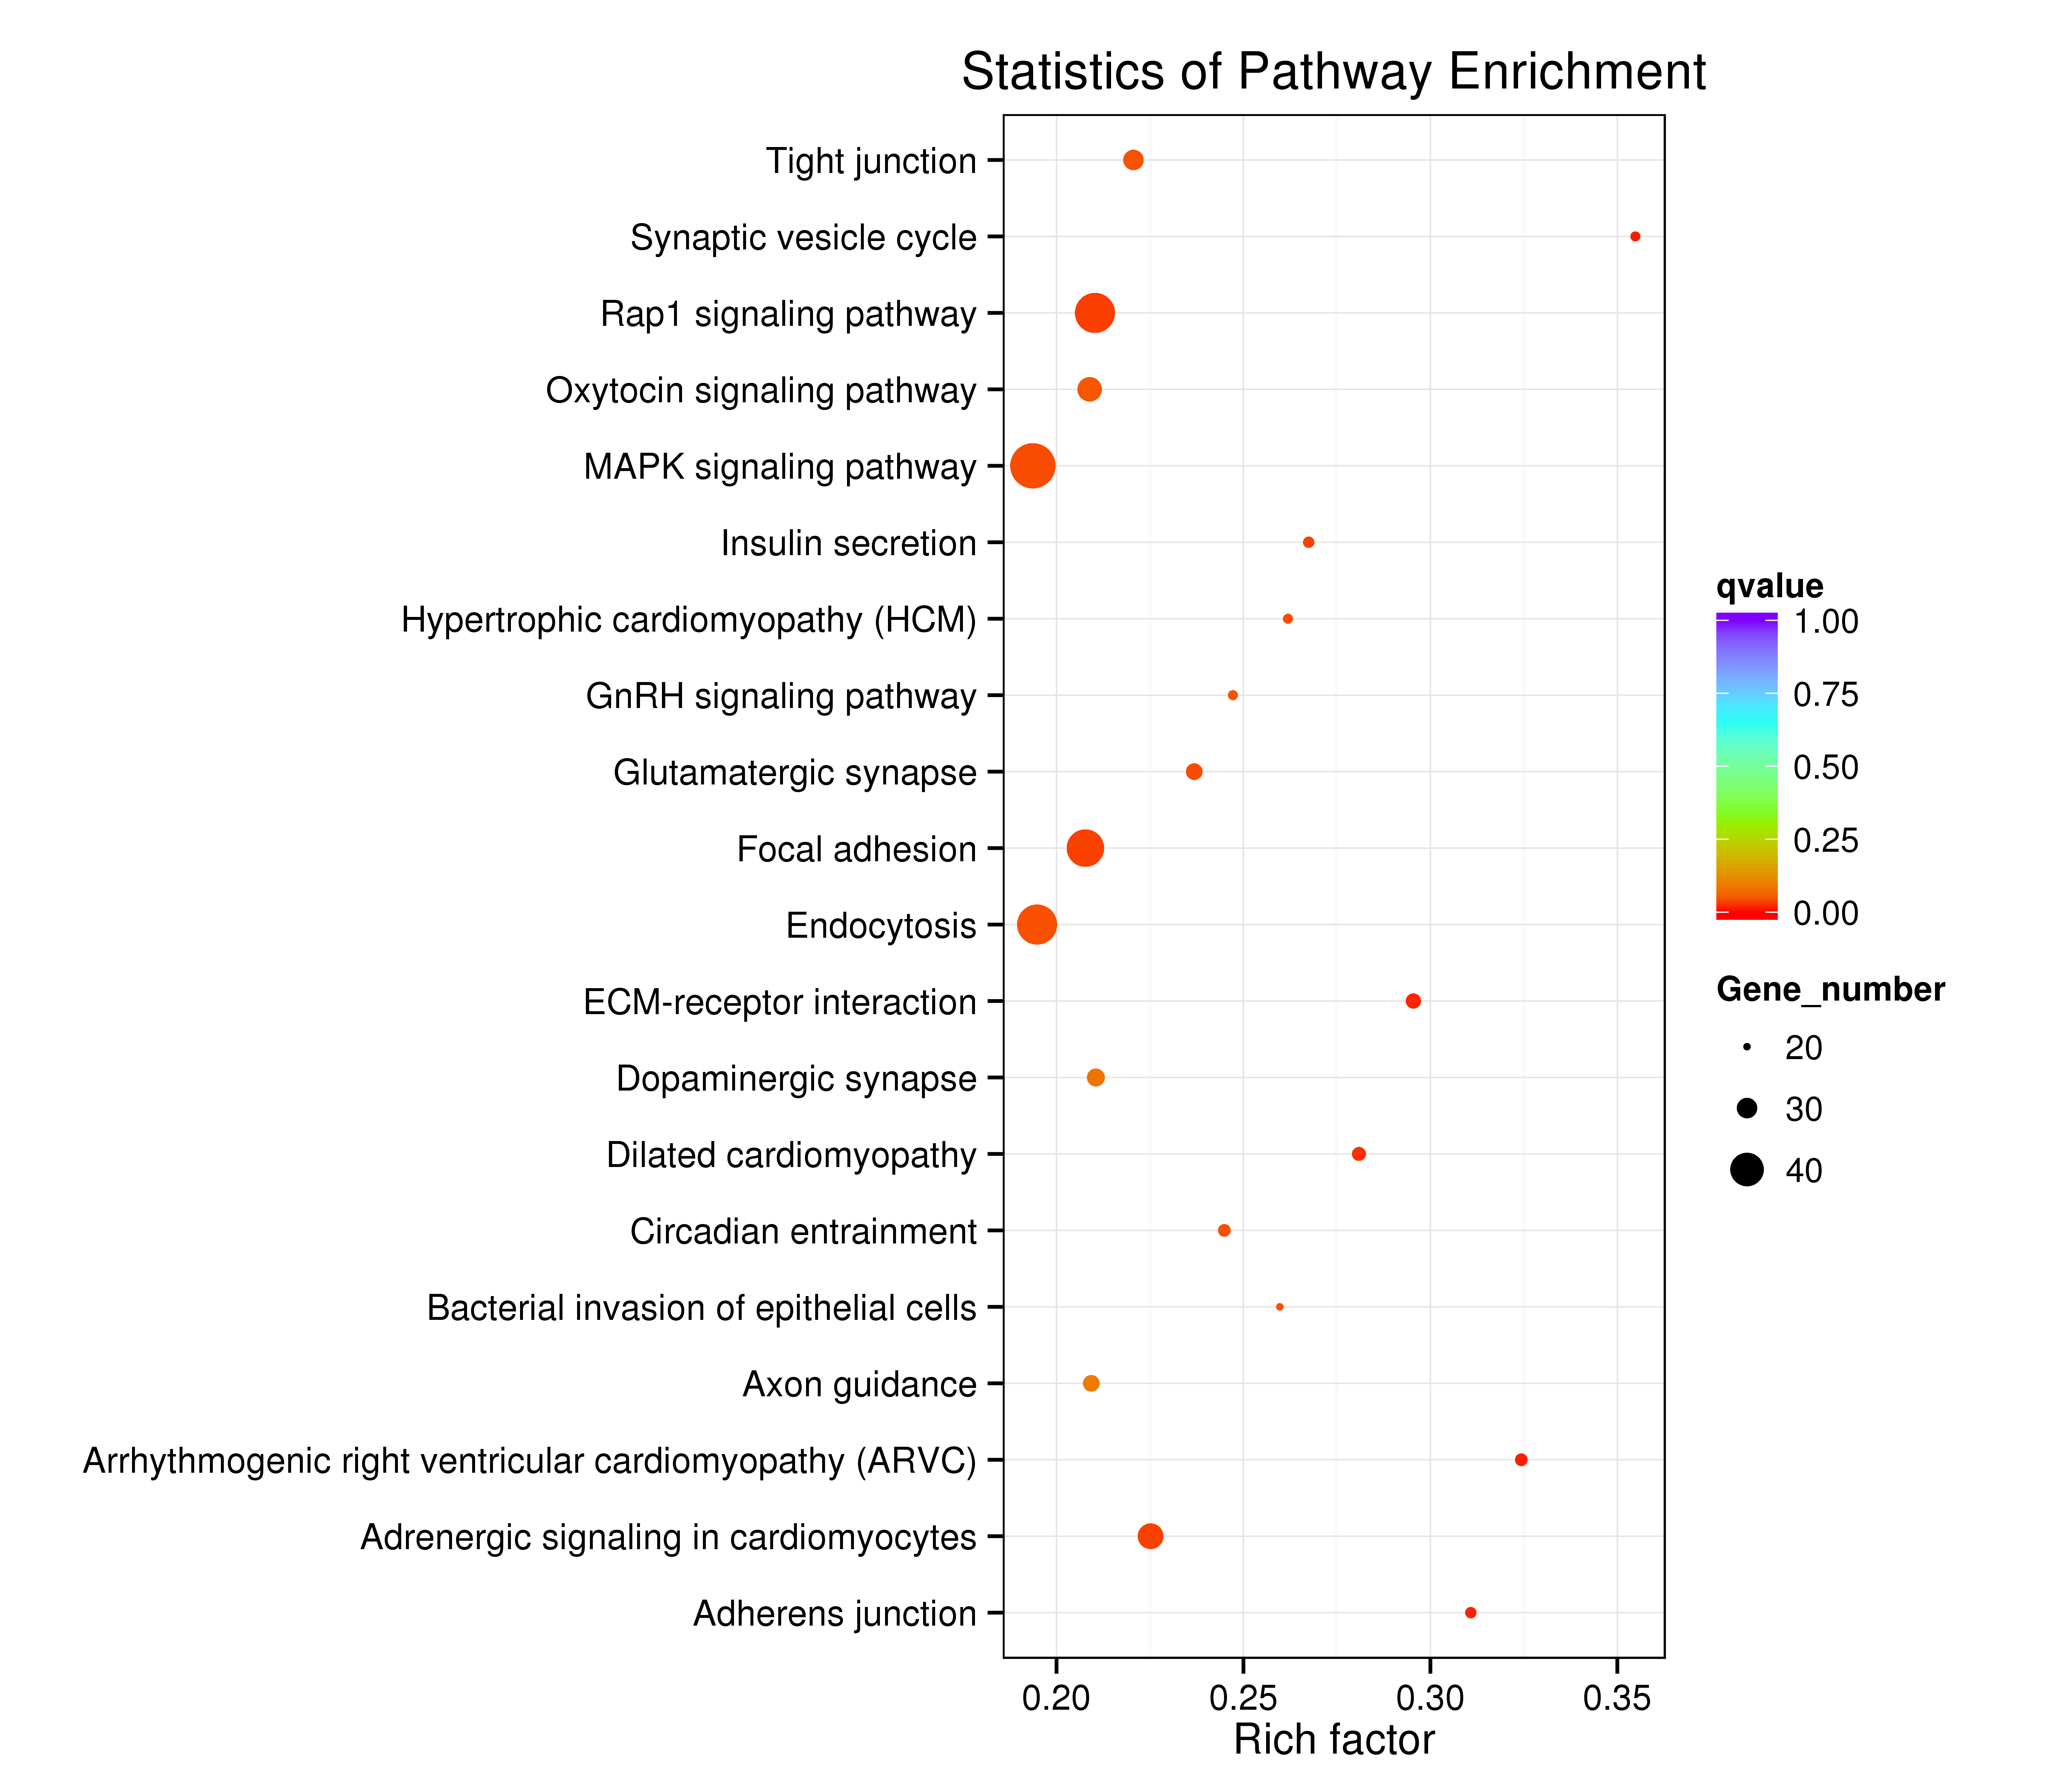 Statistics of Pathway Enrichment
Tight junction
Synaptic vesicle cycle
Rap1 signaling pathway
Oxytocin signaling pathway
MAPK signaling pathway
Insulin secretion
Hypertrophic cardiomyopathy (HCM)
GnRH signaling pathway
Glutamatergic synapse
Focal adhesion
Endocytosis
ECM-receptor interaction
Dopaminergic synapse
Dilated cardiomyopathy
Circadian entrainment
Bacterial invasion of epithelial cells
Axon guidance
Arrhythmogenic right ventricular cardiomyopathy (ARVC)
Adrenergic signaling in cardiomyocytes
Adherens junction
0.20 0.25 0.30 0.35
Rich factor
qvalue
1.00
0.75
0.50
0.25
0.00
Gene_number
20
30
40